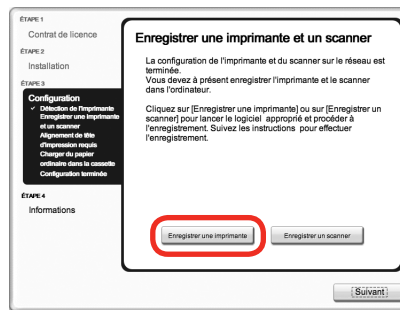 ÉTAPE 1
Contrat de licence
ÉTAPE 2
Installation
ÉTAPE 3
Configuration
✓ Détection de l'imprimante
Enregistrer une imprimante
et un scanner
Alignement de tête
d'impression requis
Charger du papier
ordinaire dans la cassette
Configuration terminée
ÉTAPE 4
Informations
Enregistrer une imprimante et un scanner
La configuration de l'imprimante et du scanner sur le réseau est
terminée.
Vous devez à présent enregistrer l'imprimante et le scanner
dans l'ordinateur.
Cliquez sur [Enregistrer une imprimante] ou sur [Enregistrer un
scanner] pour lancer le logiciel approprié et procéder à
l'enregistrement. Suivez les instructions pour effectuer
l'enregistrement.
Enregistrer une imprimante
Enregistrer un scanner
Suivant